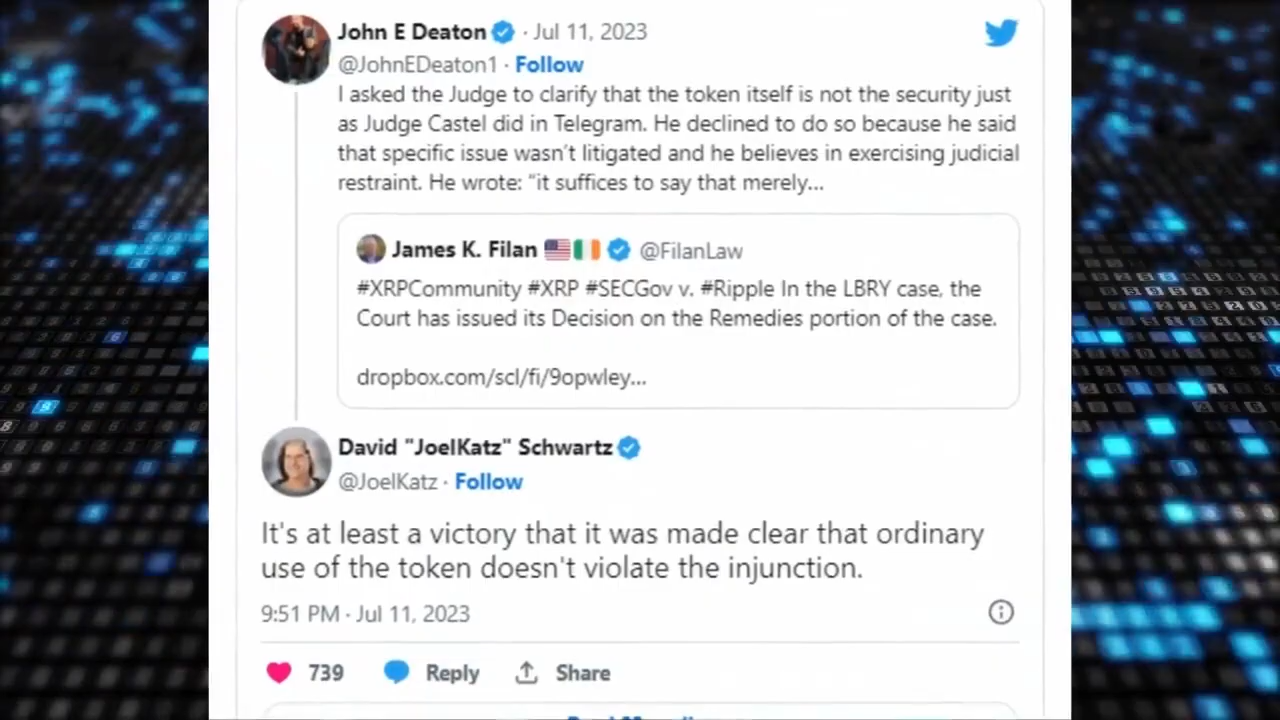 John E Deaton · Jul 11, 2023
@JohnEDeaton1 · Follow
I asked the Judge to clarify that the token itself is not the security just
as Judge Castel did in Telegram. He declined to do so because he said
that specific issue wasn't litigated and he believes in exercising judicial
restraint. He wrote: "it suffices to say that merely...
James K. Filan 🇺🇸🇮🇪 @FilanLaw
#XRPCommunity #XRP #SECGov v. #Ripple In the LBRY case, the
Court has issued its Decision on the Remedies portion of the case.
dropbox.com/scl/fi/9opwley...
David "JoelKatz" Schwartz
@JoelKatz · Follow
It's at least a victory that it was made clear that ordinary
use of the token doesn't violate the injunction.
9:51 PM · Jul 11, 2023
739 Reply Share